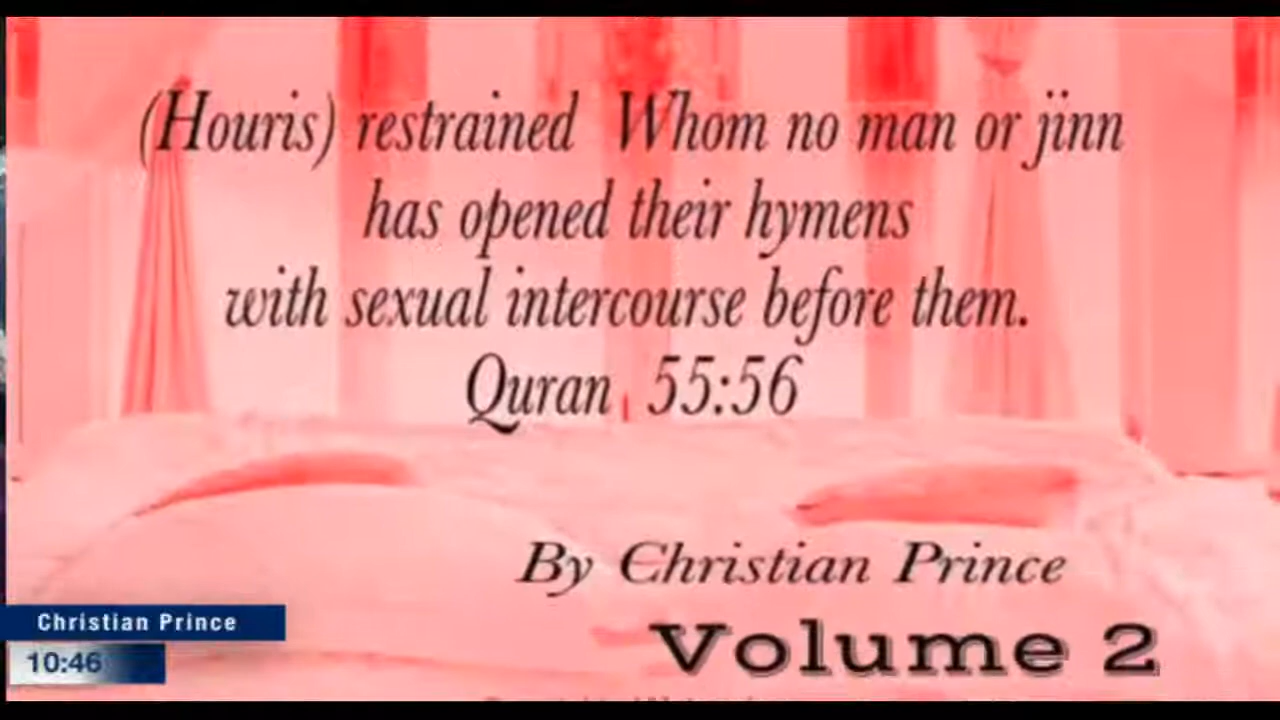 (Houris) restrained Whom no man or jinn
has opened their hymens
with sexual intercourse before them.
Quran 55:56
By Christian Prince
Volume 2
Christian Prince
10:46